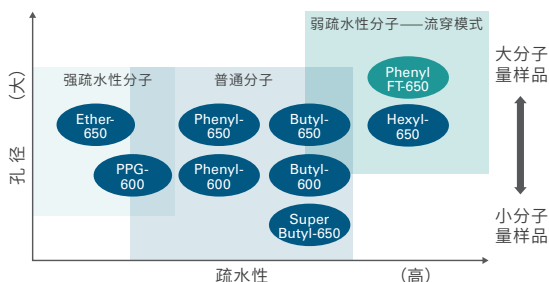 弱疏水性分子——流穿模式
强疏水性分子
普通分子
Phenyl
FT-650
Ether-
650
Phenyl-
650
Butyl-
650
Hexyl-
650
PPG-
600
Phenyl-
600
Butyl-
600
Super
Butyl-650
孔径
(大)
疏水性
(高)
大分子
量样品
小分子
量样品